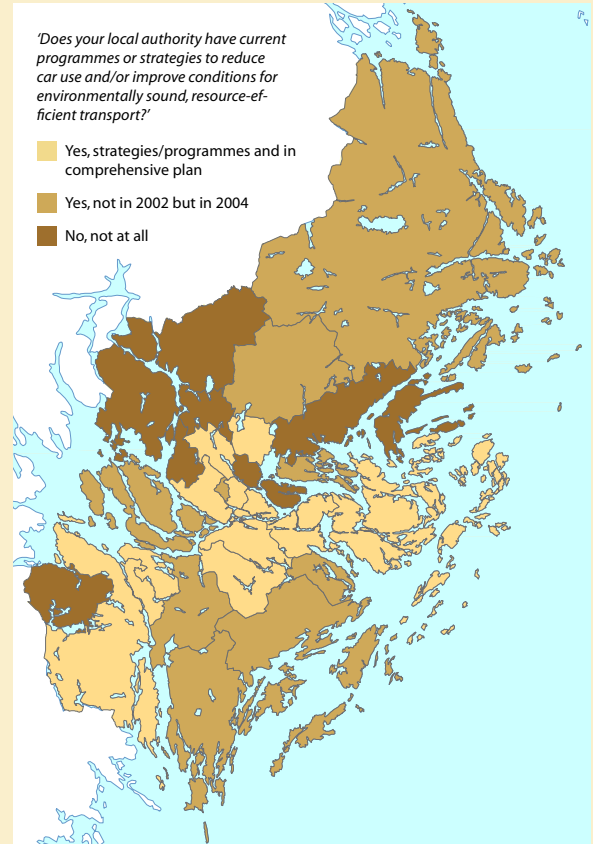 ‘Does your local authority have current
programmes or strategies to reduce
car use and/or improve conditions for
environmentally sound, resource-ef-
ficient transport?’
Yes, strategies/programmes and in
comprehensive plan
Yes, not in 2002 but in 2004
No, not at all